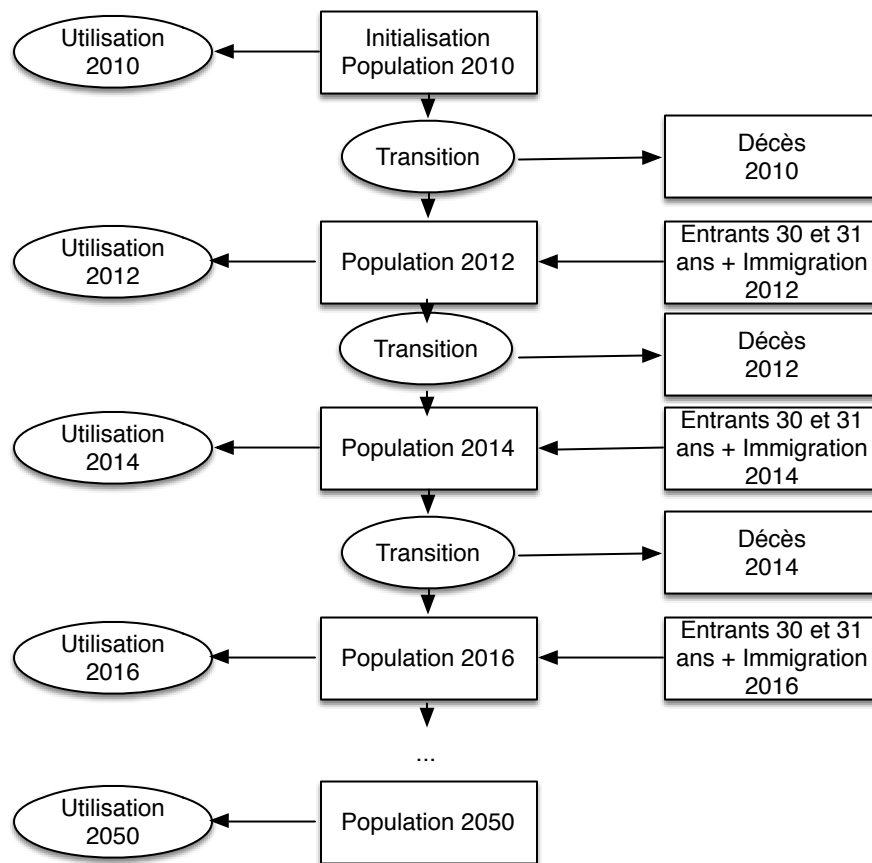 Utilisation
2010
Initialisation
Population 2010
Transition
Décès
2010
Utilisation
2012
Population 2012
Entrants 30 et 31
ans + Immigration
2012
Transition
Décès
2012
Utilisation
2014
Population 2014
Entrants 30 et 31
ans + Immigration
2014
Transition
Décès
2014
Utilisation
2016
Population 2016
Entrants 30 et 31
ans + Immigration
2016
...
Utilisation
2050
Population 2050